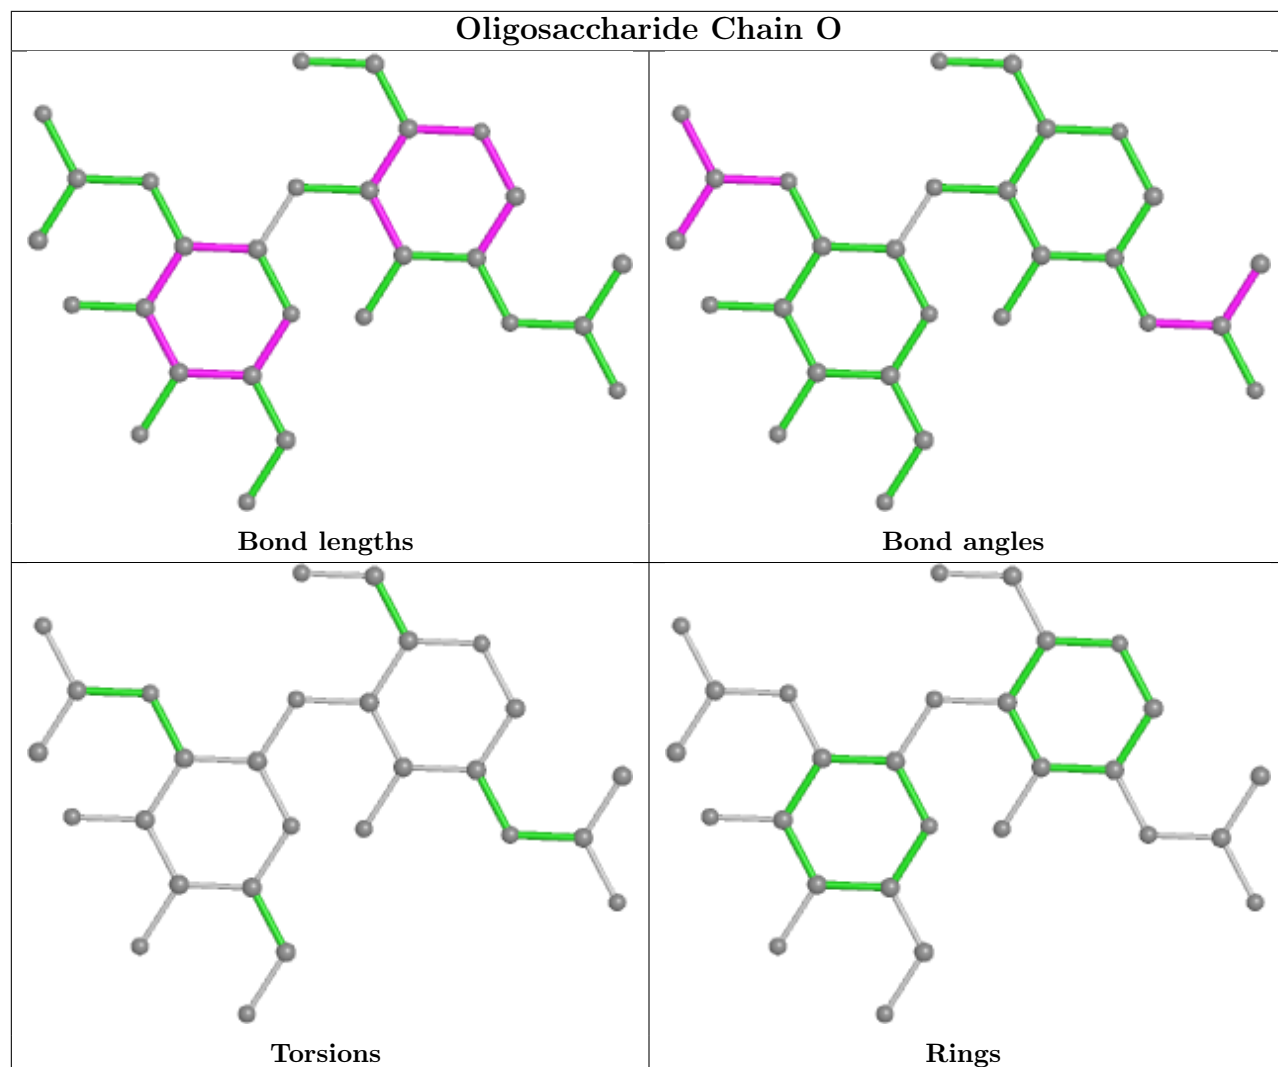 Oligosaccharide Chain O
Bond lengths
Bond angles
Torsions
Rings